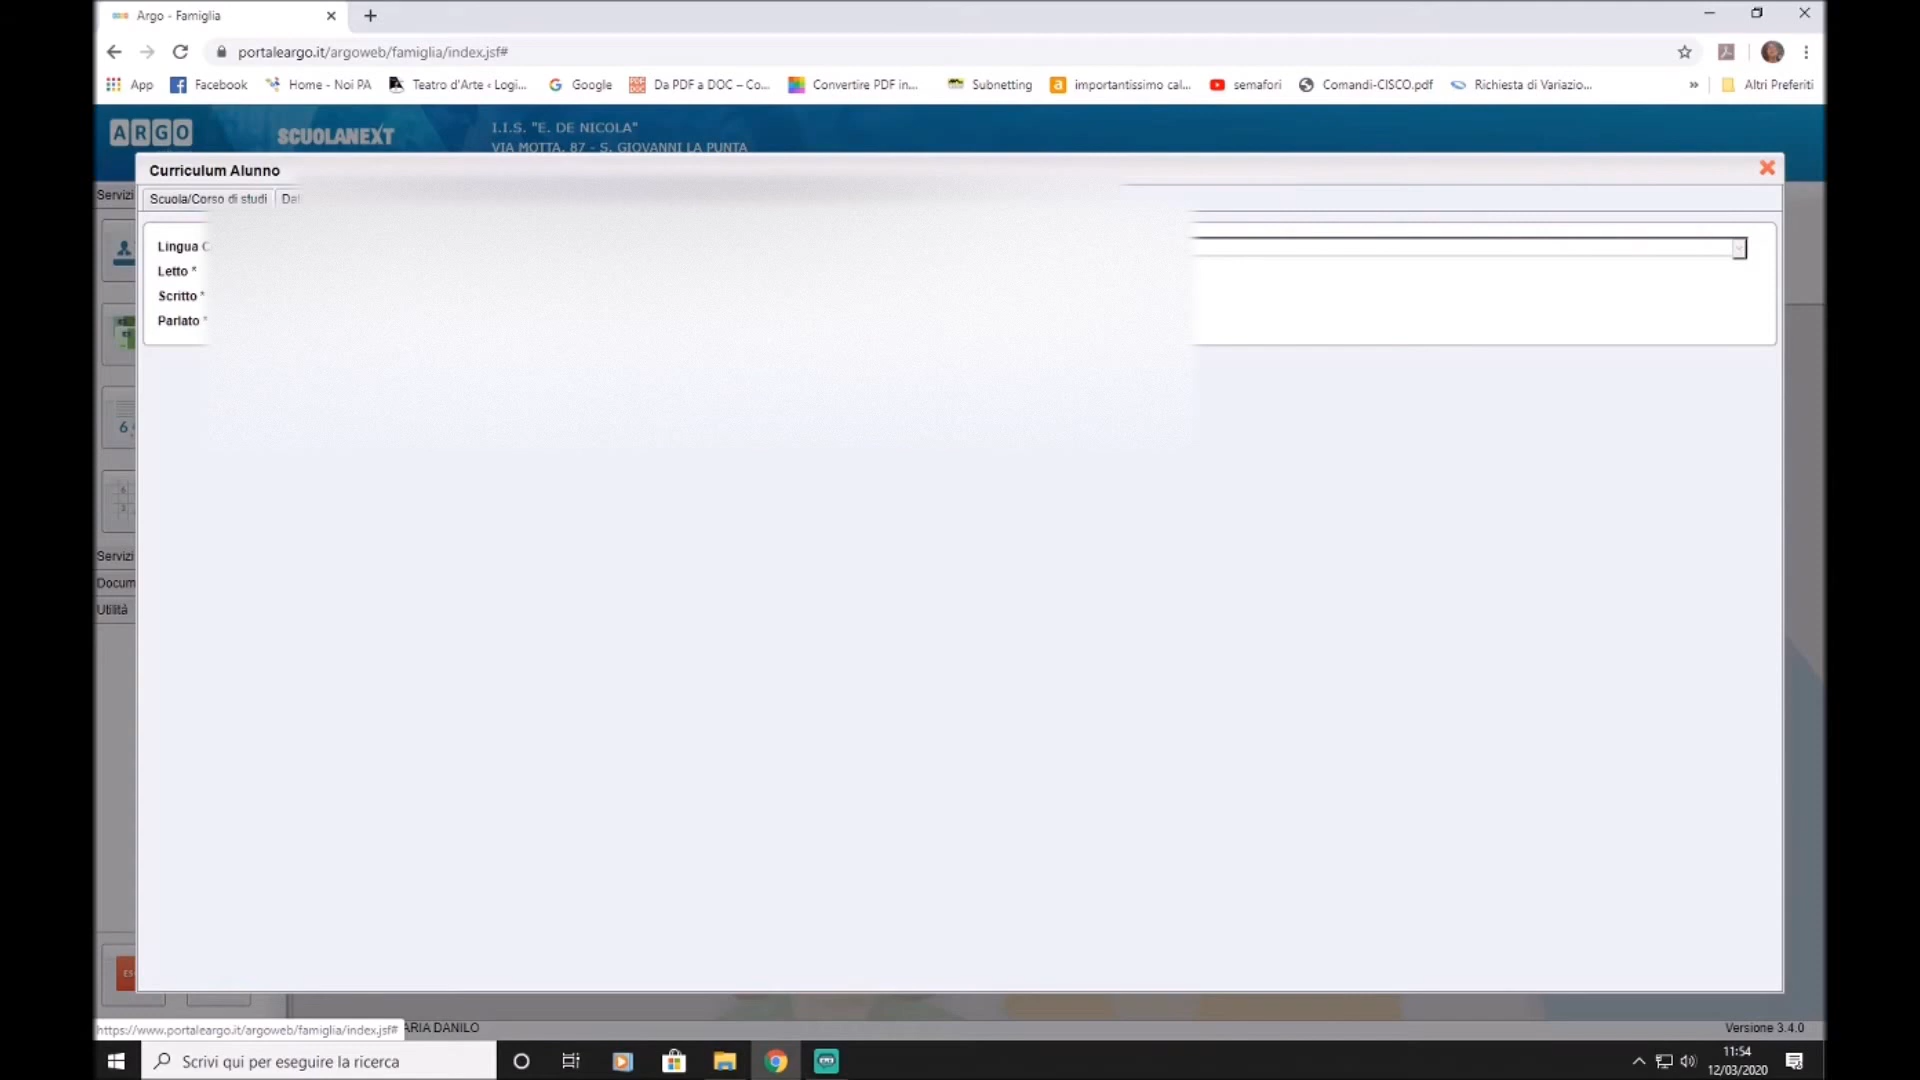 Argo - Famiglia
portaleargo.it/argoweb/famiglia/index.jsf#
App Facebook Home - Noi PA Teatro d'Arte ‹ Logi... Google Da PDF a DOC – Co... Convertire PDF in... Subnetting importantissimo cal... semafori Comandi-CISCO.pdf Richiesta di Variazio... » Altri Preferiti
ARGO SCUOLANEXT I.I.S. "E. DE NICOLA"
VIA MOTTA, 87 - S. GIOVANNI LA PUNTA
Curriculum Alunno
Servizi Scuola/Corso di studi
Lingua
Letto *
Scritto *
Parlato *
Servizi
Docum
Utilità
https://www.portaleargo.it/argoweb/famiglia/index.jsf# ARIA DANILO Versione 3.4.0
Scrivi qui per eseguire la ricerca
11:54
12/03/2020